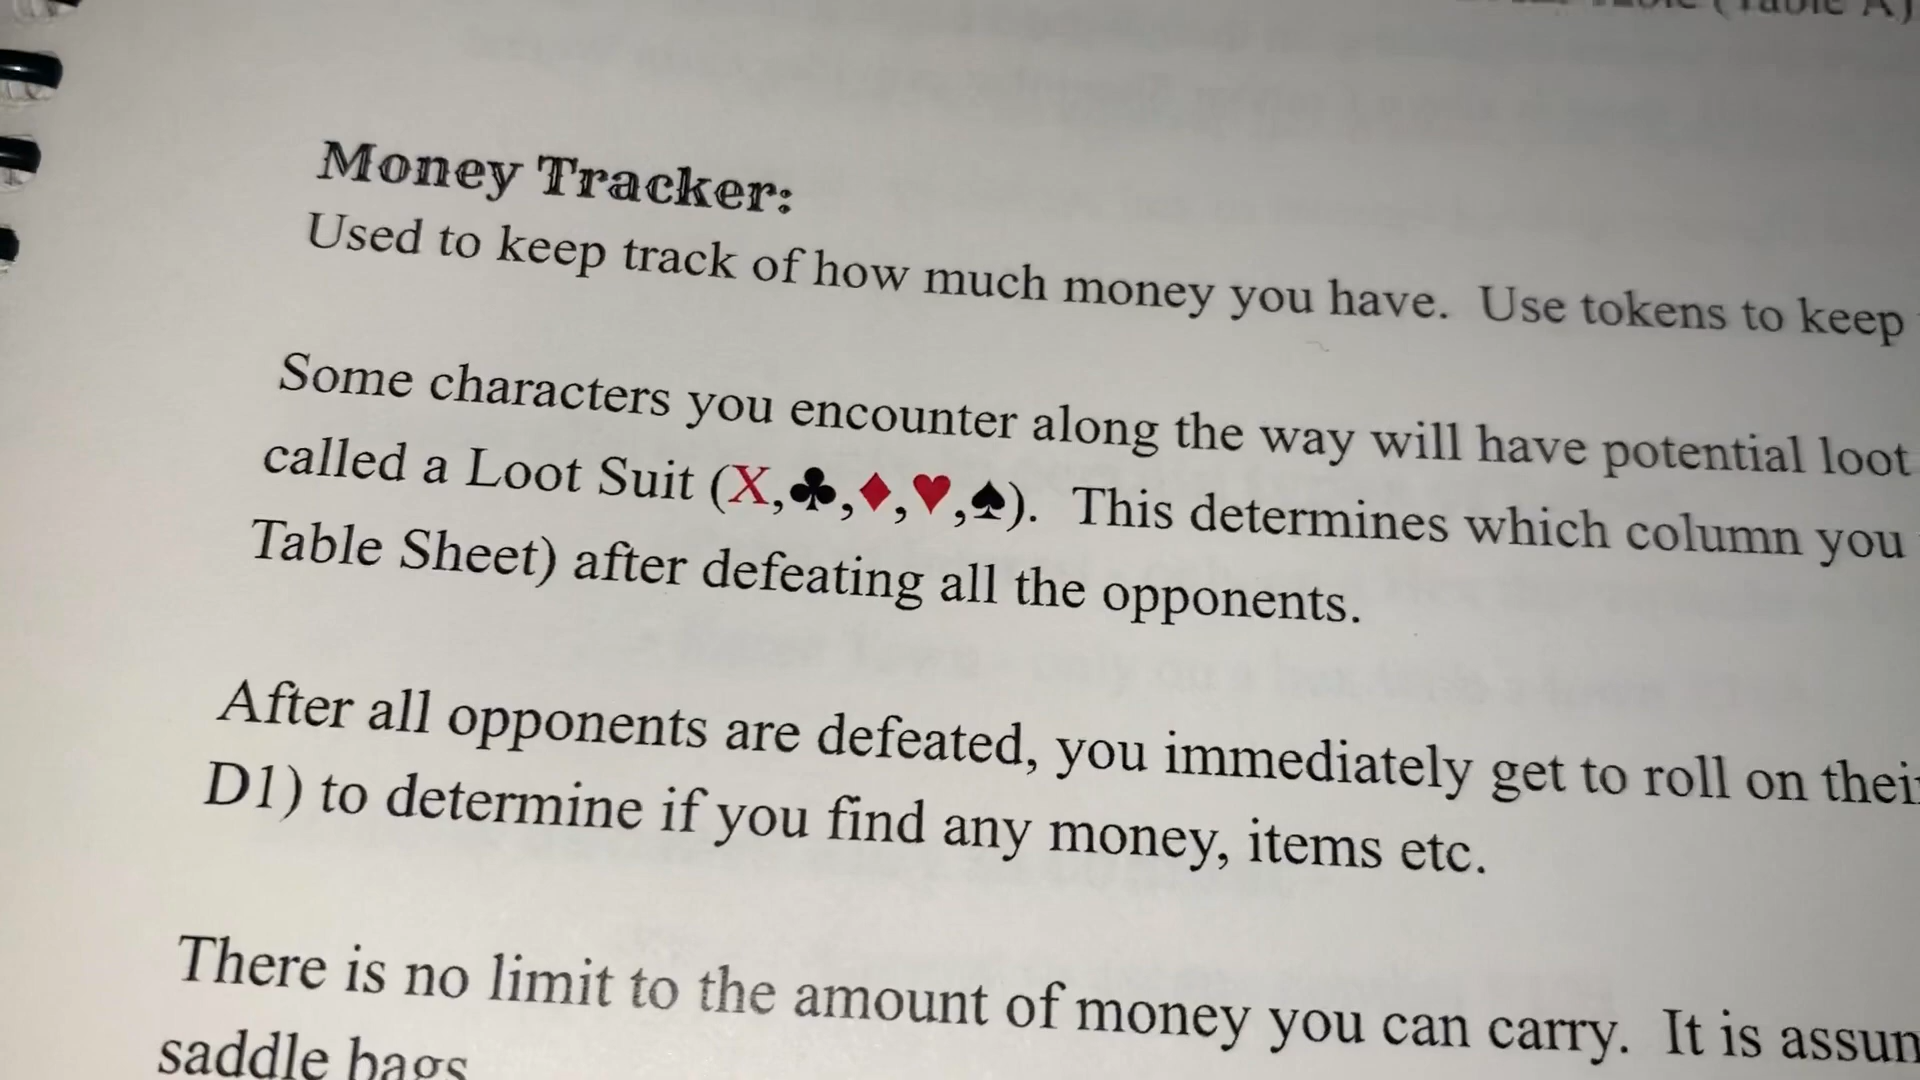 (Table A)
Money Tracker:
Used to keep track of how much money you have. Use tokens to keep
Some characters you encounter along the way will have potential loot
called a Loot Suit (X,♣,♦,♥,♠). This determines which column you
Table Sheet) after defeating all the opponents.
After all opponents are defeated, you immediately get to roll on their
D1) to determine if you find any money, items etc.
There is no limit to the amount of money you can carry. It is
saddle bags